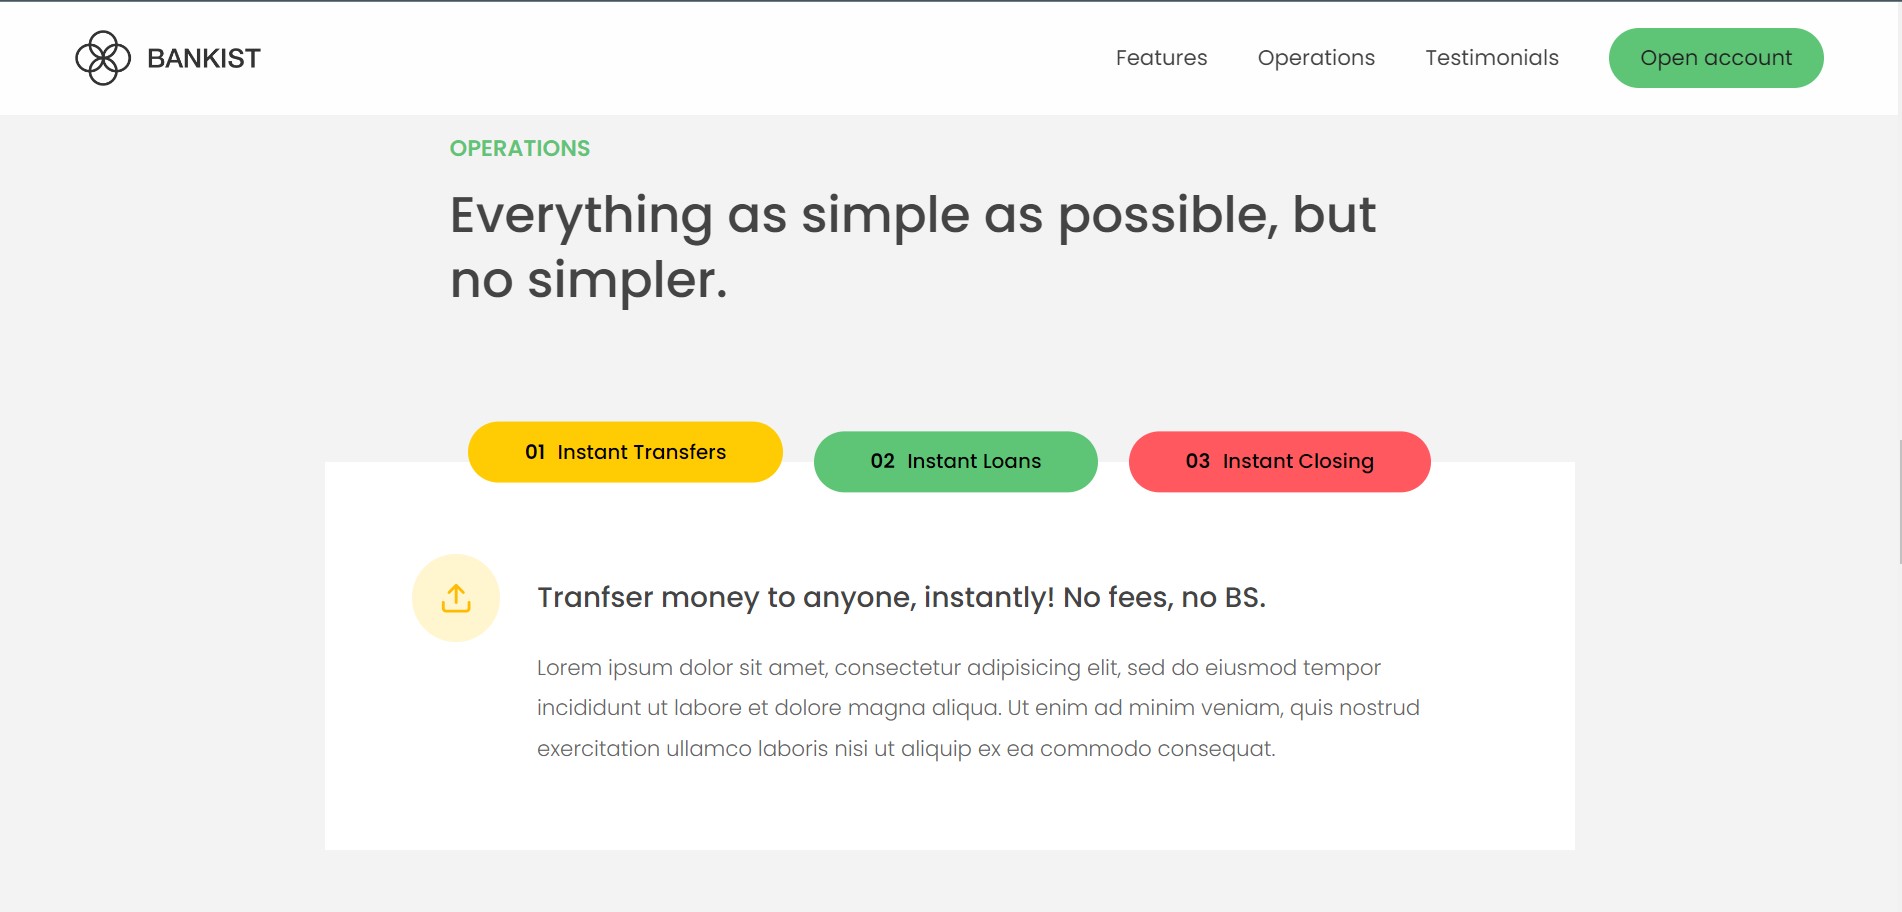 BANKIST
Features
Operations
Testimonials
Open account
OPERATIONS
Everything as simple as possible, but
no simpler.
01 Instant Transfers
02 Instant Loans
03 Instant Closing
Tranfser money to anyone, instantly! No fees, no BS.
Lorem ipsum dolor sit amet, consectetur adipisicing elit, sed do eiusmod tempor
incididunt ut labore et dolore magna aliqua. Ut enim ad minim veniam, quis nostrud
exercitation ullamco laboris nisi ut aliquip ex ea commodo consequat.